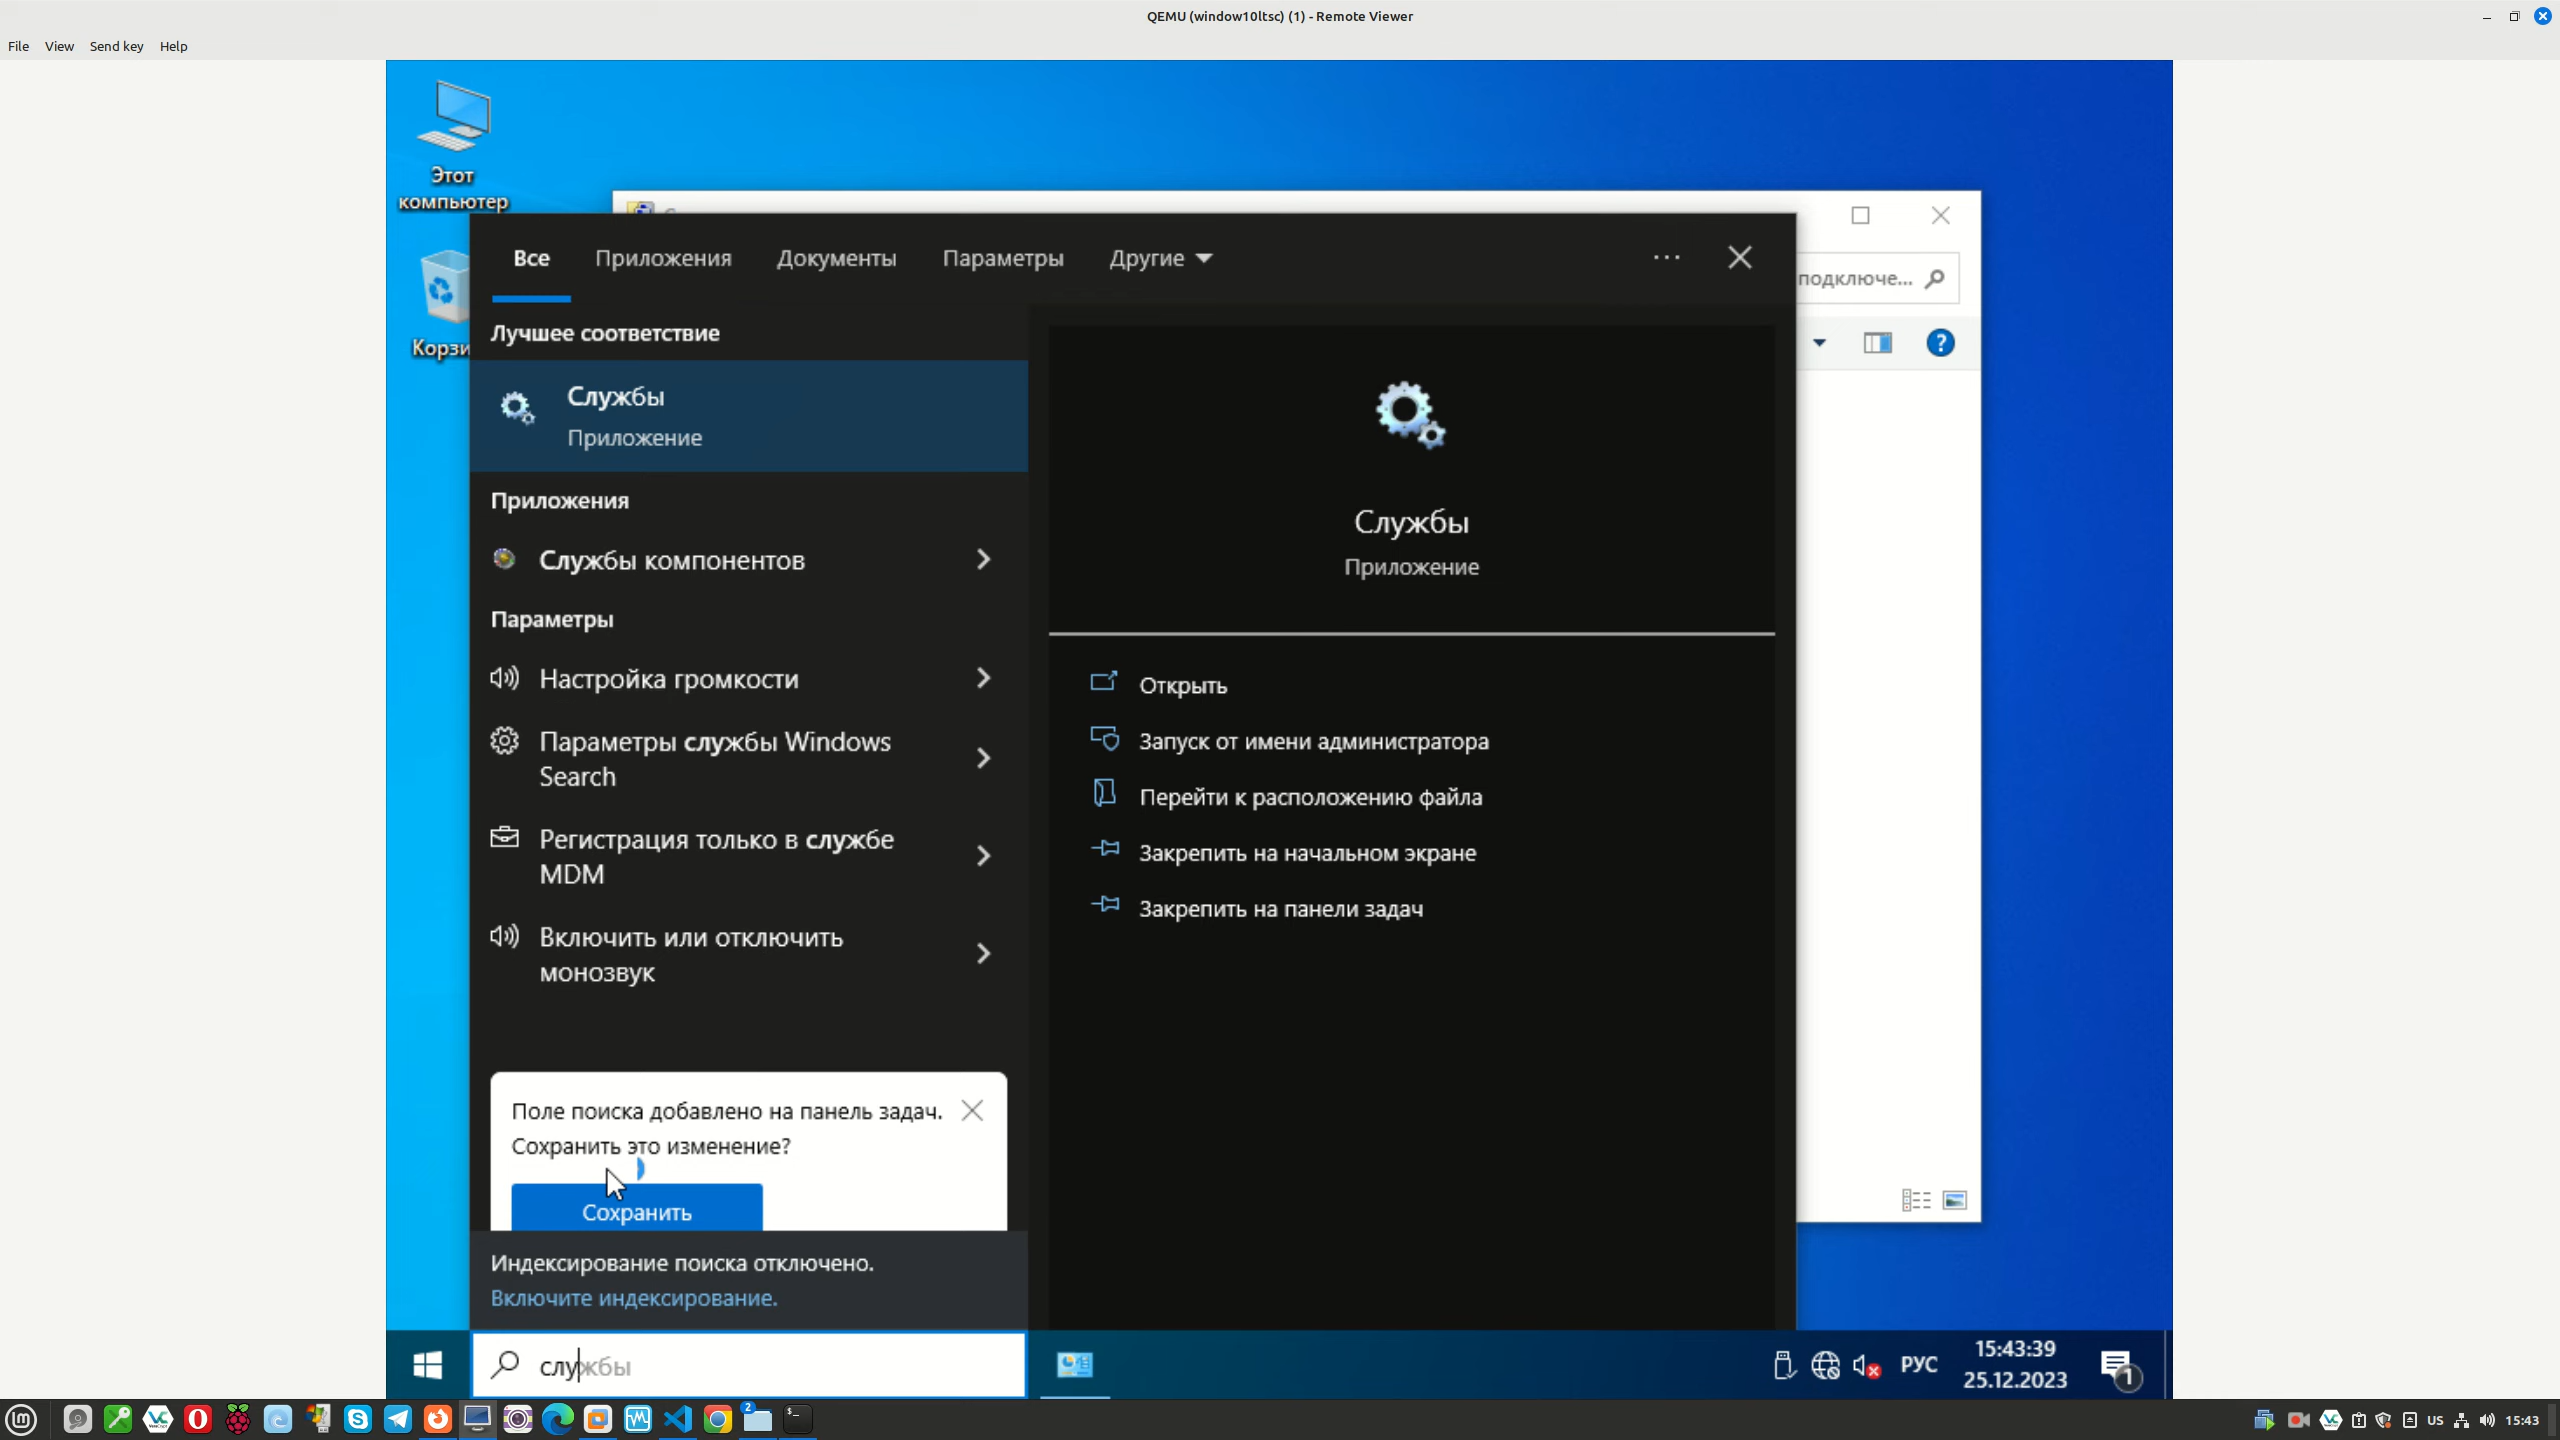 QEMU (window10ltsc) (1) - Remote Viewer
File View Send key Help
Этот
компьютер
Корзи
подключе...
Все Приложения Документы Параметры Другие
Лучшее соответствие
Службы
Приложение
Приложения
Службы компонентов
Параметры
Настройка громкости
Параметры службы Windows
Search
Регистрация только в службе
MDM
Включить или отключить
монозвук
Службы
Приложение
Открыть
Запуск от имени администратора
Перейти к расположению файла
Закрепить на начальном экране
Закрепить на панели задач
Поле поиска добавлено на панель задач.
Сохранить это изменение?
Сохранить
Индексирование поиска отключено.
Включите индексирование.
службы
РУС
15:43:39
25.12.2023
1
2
US
15:43